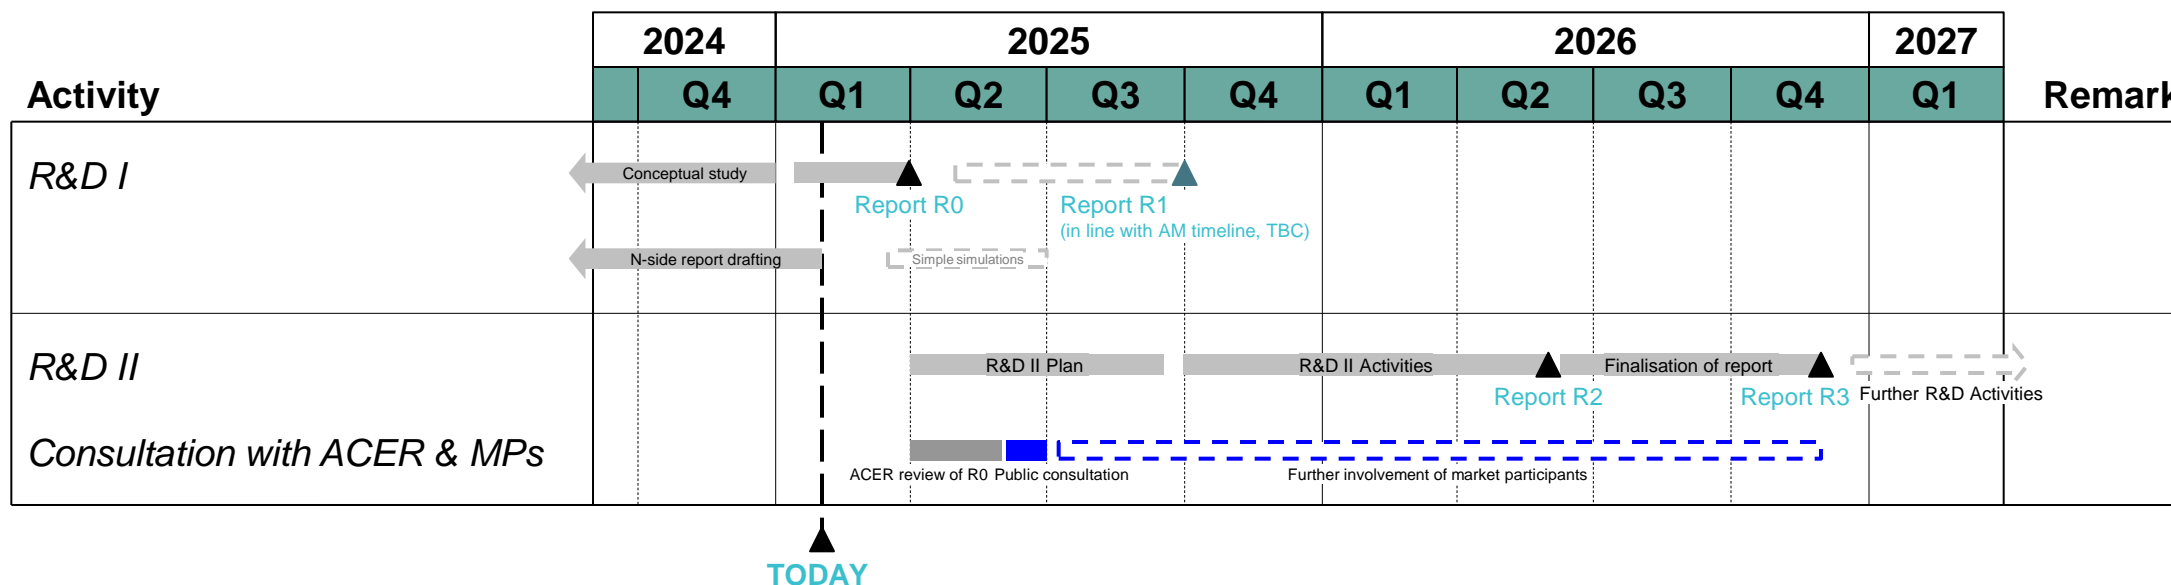 2024 2025 2026 2027
Activity Q4 Q1 Q2 Q3 Q4 Q1 Q2 Q3 Q4 Q1 Remark
R&D I
Conceptual study
Report R0
Report R1
(in line with AM timeline, TBC)
N-side report drafting
Simple simulations
R&D II
R&D II Plan
R&D II Activities
Finalisation of report
Report R2
Report R3
Further R&D Activities
Consultation with ACER & MPs
ACER review of R0
Public consultation
Further involvement of market participants
TODAY